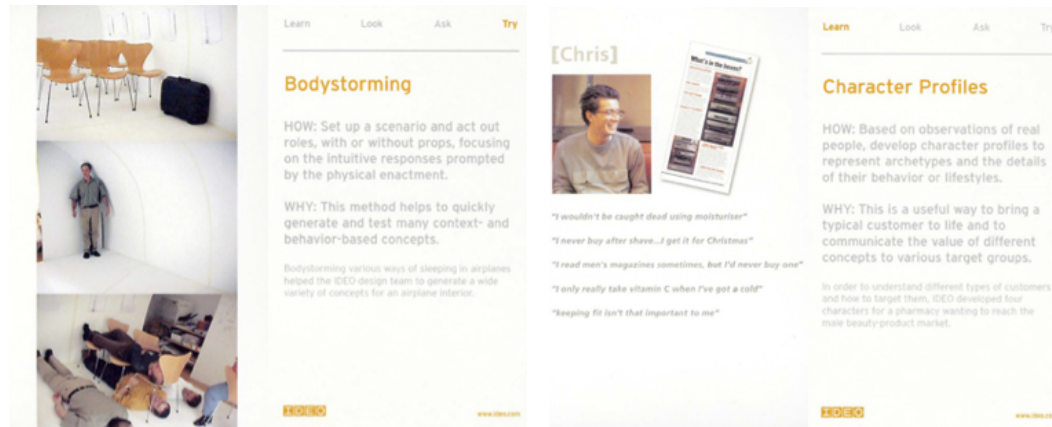 Learn Look Ask Try
Bodystorming
HOW: Set up a scenario and act out
roles, with or without props, focusing
on the intuitive responses prompted
by the physical enactment.
WHY: This method helps to quickly
generate and test many context- and
behavior-based concepts.
Bodystorming various ways of sleeping in airplanes
helped the IDEO design team to generate a wide
variety of concepts for an airplane interior.
IDEO
www.ideo.com
[Chris]
What's in the boxes?
"I wouldn't be caught dead using moisturiser"
"I never buy after shave...I get it for Christmas"
"I read men's magazines sometimes, but I'd never buy one"
"I only really take vitamin C when I've got a cold"
"keeping fit isn't that important to me"
Learn Look Ask Try
Character Profiles
HOW: Based on observations of real
people, develop character profiles to
represent archetypes and the details
of their behavior or lifestyles.
WHY: This is a useful way to bring a
typical customer to life and to
communicate the value of different
concepts to various target groups.
In order to understand different types of customers
and how to target them, IDEO developed four
characters for a pharmacy wanting to reach the
male beauty-product market.
IDEO
www.ideo.co